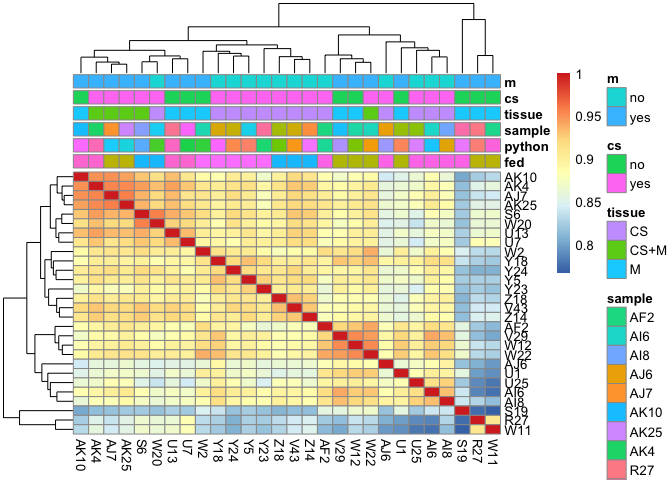 m
cs
tissue
sample
python
fed
AK10
AK4
AJ7
AK25
S6
W20
U13
U7
W2
Y18
Y24
Y5
Y23
Z18
V43
Z14
AF2
V29
W12
W22
AJ6
U1
U25
AI6
AI8
S19
R27
W11
AK10
AK4
AJ7
AK25
S6
W20
U13
U7
W2
Y18
Y24
Y5
Y23
Z18
V43
Z14
AF2
V29
W12
W22
AJ6
U1
U25
AI6
AI8
S19
R27
W11
1
0.95
0.9
0.85
0.8
m
no
yes
cs
no
yes
tissue
CS
CS+M
M
sample
AF2
AI6
AI8
AJ6
AJ7
AK10
AK25
AK4
R27